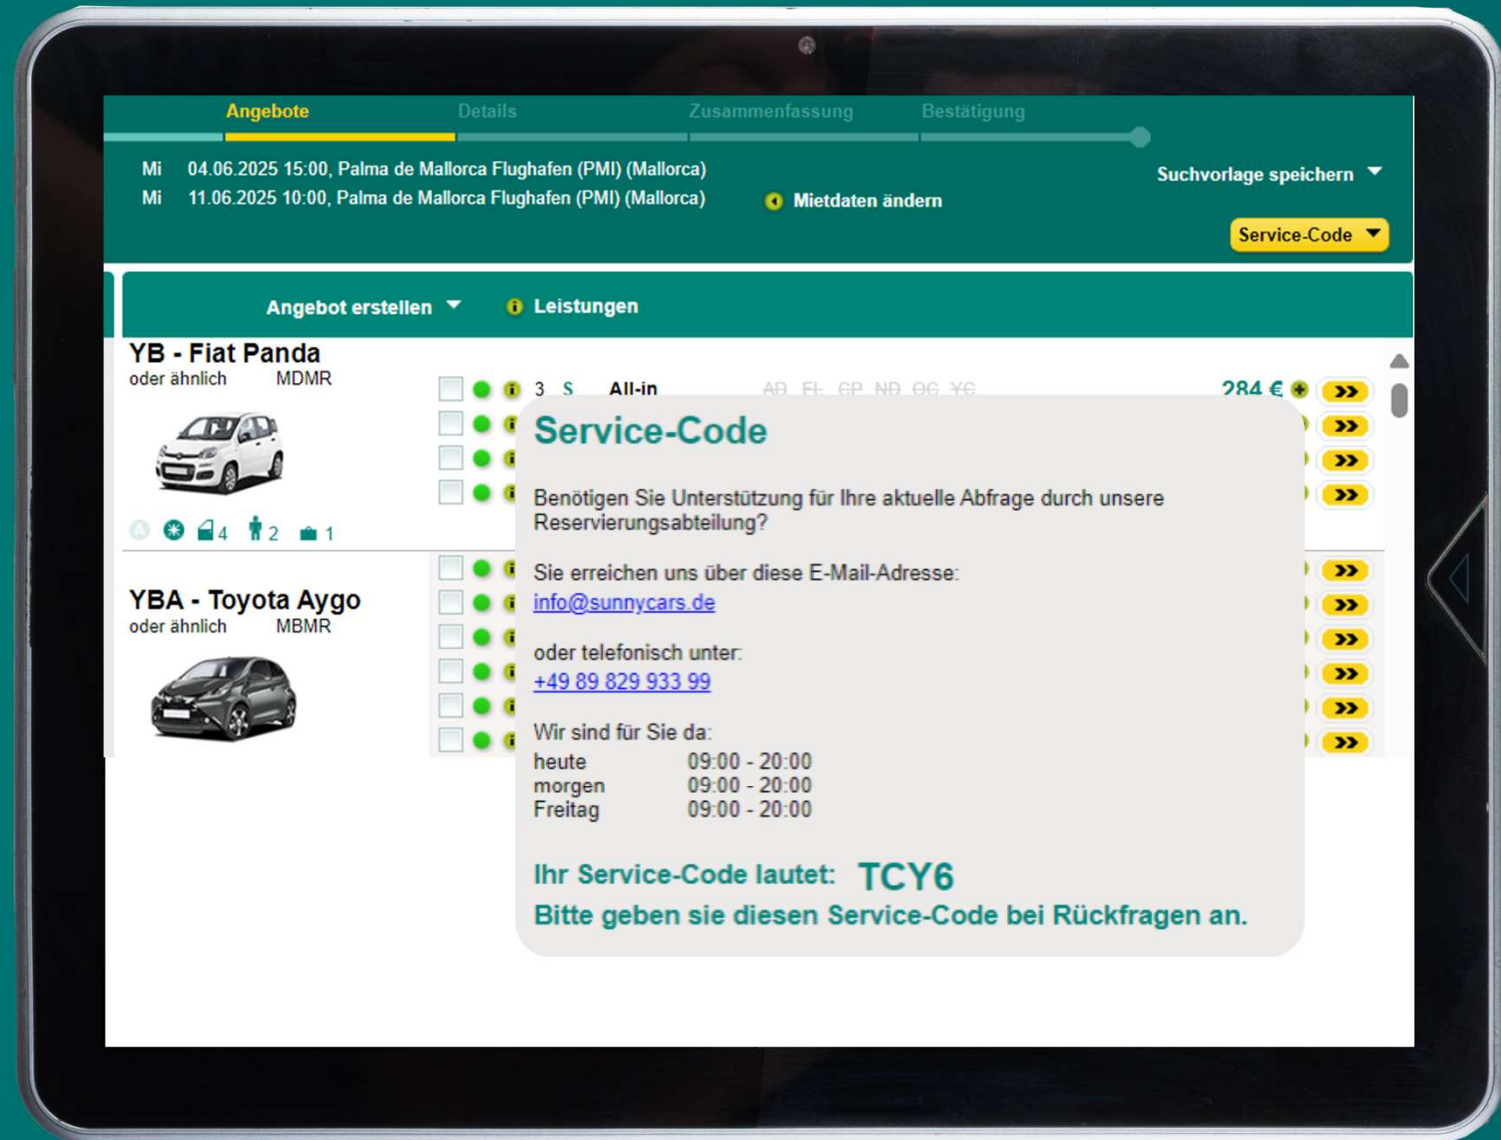 Angebote Details Zusammenfassung Bestätigung
Mi 04.06.2025 15:00, Palma de Mallorca Flughafen (PMI) (Mallorca)
Suchvorlage speichern
Mi 11.06.2025 10:00, Palma de Mallorca Flughafen (PMI) (Mallorca) Mietdaten ändern
Service-Code
Angebot erstellen Leistungen
YB - Fiat Panda
oder ähnlich MDMR
3 S All-in AD EL CP ND OC YC 284 €
4 2 1
YBA - Toyota Aygo
oder ähnlich MBMR
Service-Code
Benötigen Sie Unterstützung für Ihre aktuelle Abfrage durch unsere
Reservierungsabteilung?
Sie erreichen uns über diese E-Mail-Adresse:
info@sunnycars.de
oder telefonisch unter:
+49 89 829 933 99
Wir sind für Sie da:
heute 09:00 - 20:00
morgen 09:00 - 20:00
Freitag 09:00 - 20:00
Ihr Service-Code lautet: TCY6
Bitte geben sie diesen Service-Code bei Rückfragen an.